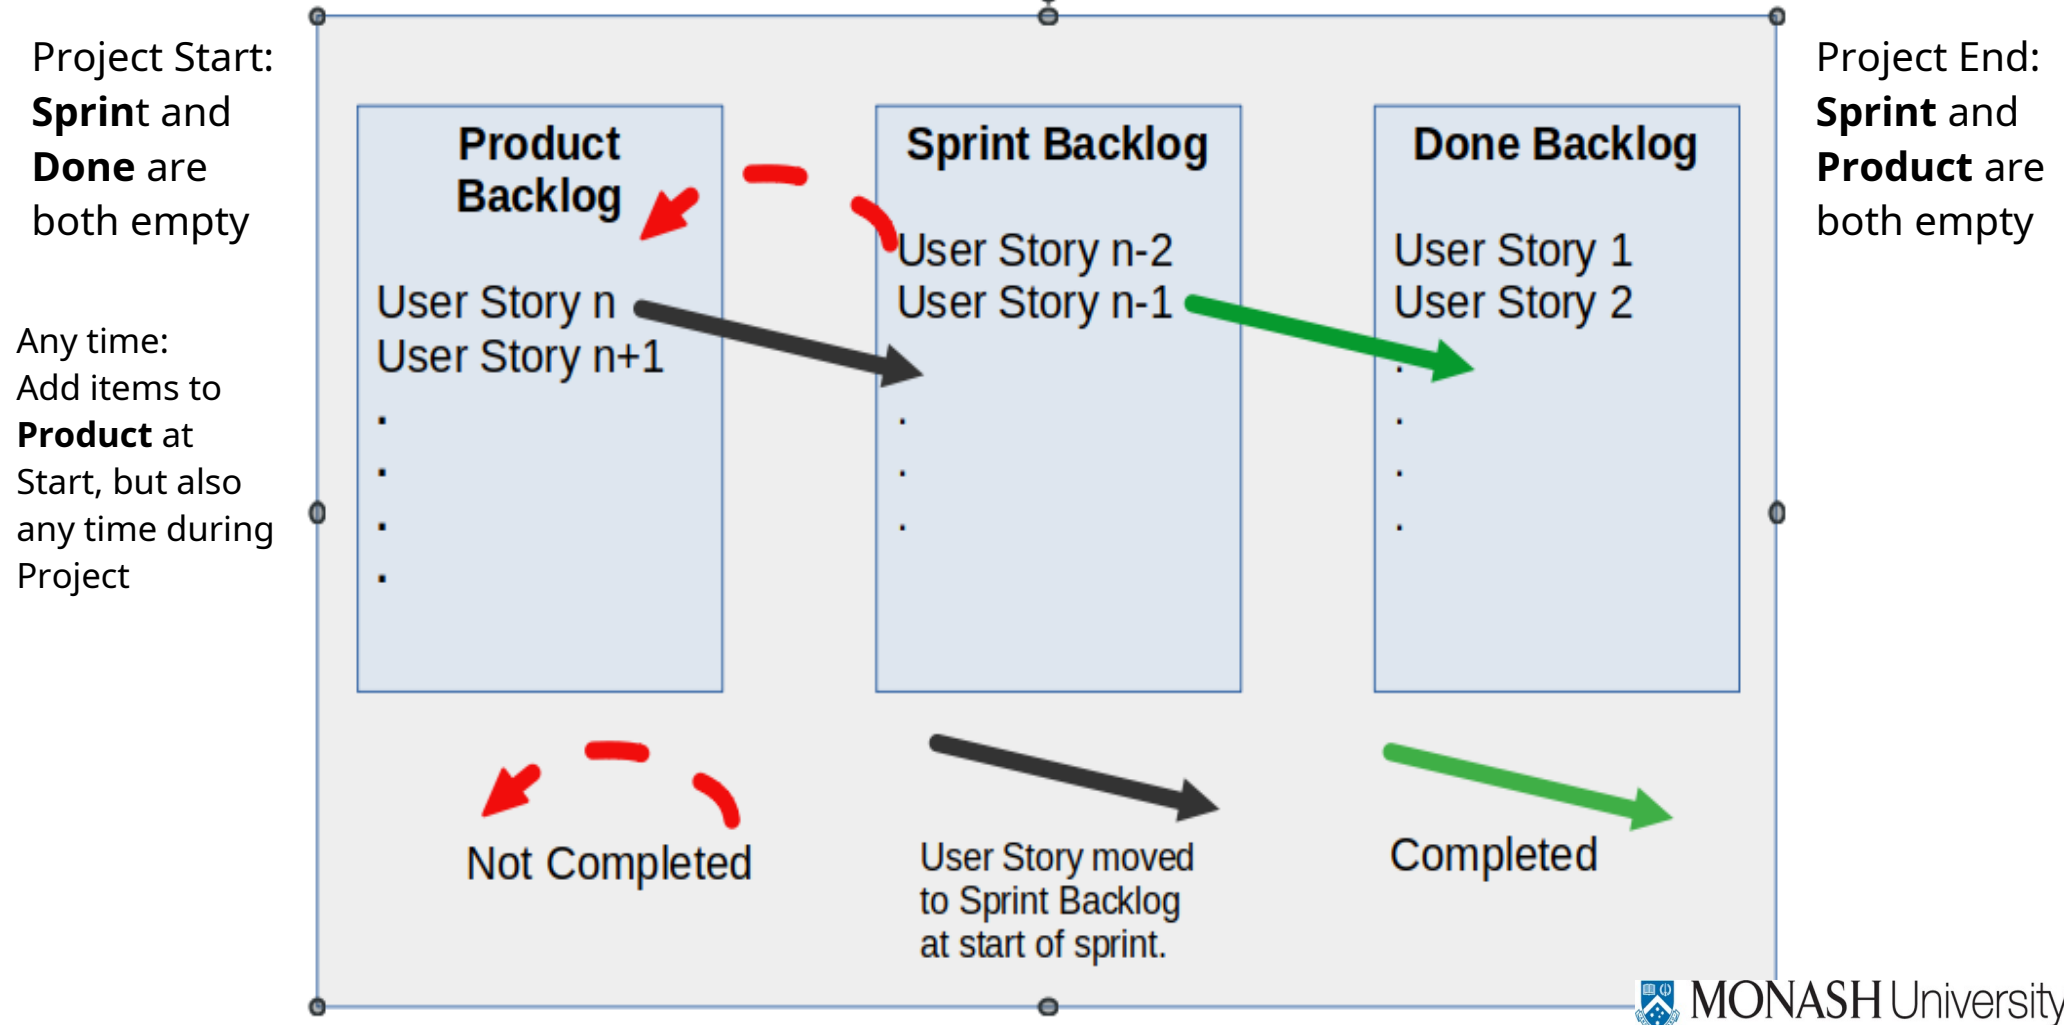 Project Start:
Sprint and
Done are
both empty
Any time:
Add items to
Product at
Start, but also
any time during
Project
Product
Backlog
User Story n
User Story n+1
.
.
.
.
Sprint Backlog
User Story n-2
User Story n-1
.
.
.
Done Backlog
User Story 1
User Story 2
.
.
.
.
Not Completed
User Story moved
to Sprint Backlog
at start of sprint.
Completed
Project End:
Sprint and
Product are
both empty
MONASH University